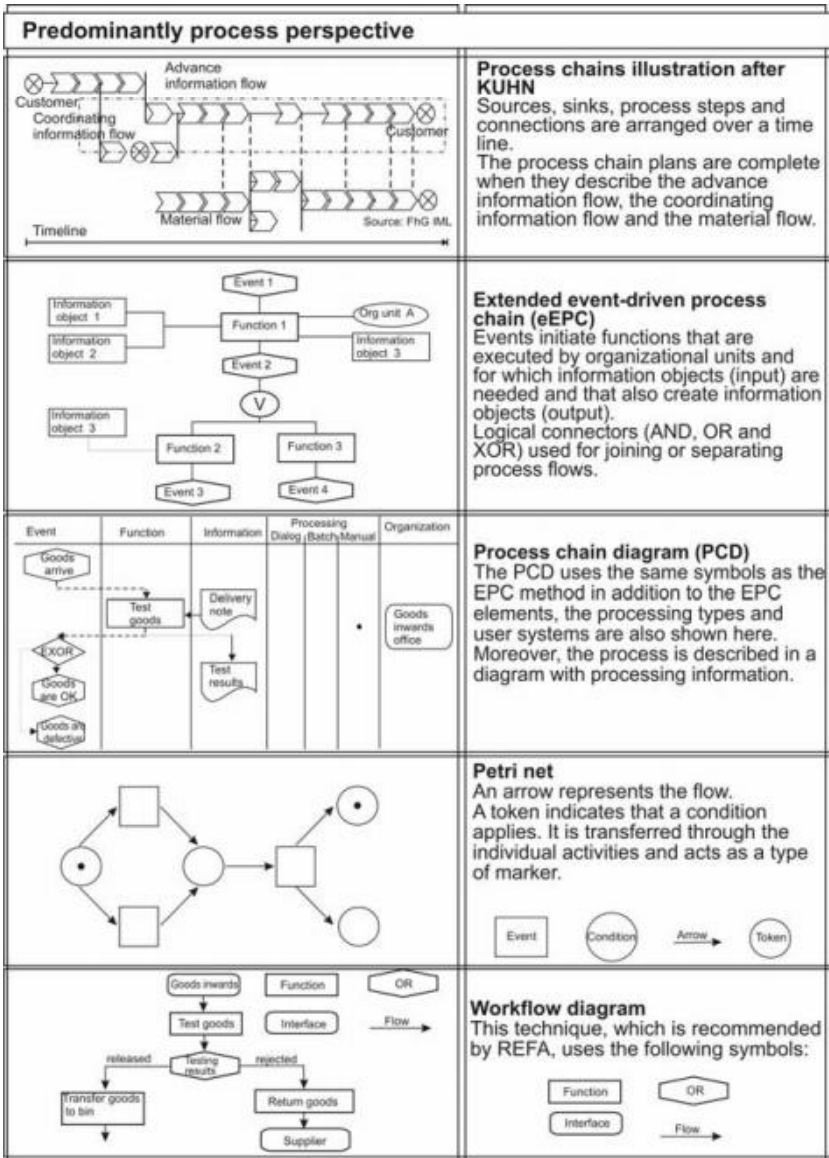 Predominantly process perspective
Advance
information flow
Customer
Coordinating
information flow
Customer
Material flow
Source: FhG IML
Timeline
Process chains illustration after
KUHN
Sources, sinks, process steps and
connections are arranged over a time
line.
The process chain plans are complete
when they describe the advance
information flow, the coordinating
information flow and the material flow.
Event 1
Information
object 1
Function 1
Org unit A
Information
object 2
Information
object 3
Event 2
V
Information
object 3
Function 2
Function 3
Event 3
Event 4
Extended event-driven process
chain (eEPC)
Events initiate functions that are
executed by organizational units and
for which information objects (input) are
needed and that also create information
objects (output).
Logical connectors (AND, OR and
XOR) used for joining or separating
process flows.
Event
Function
Information
Processing
Dialog Batch Manual
Organization
Goods
arrive
Test
goods
Delivery
note
Goods
inwards
office
EXOR
Test
results
Goods
are OK
Goods are
defective
Process chain diagram (PCD)
The PCD uses the same symbols as the
EPC method in addition to the EPC
elements, the processing types and
user systems are also shown here.
Moreover, the process is described in a
diagram with processing information.
Petri net
An arrow represents the flow.
A token indicates that a condition
applies. It is transferred through the
individual activities and acts as a type
of marker.
Event
Condition
Arrow
Token
Goods inwards
Function
OR
Test goods
Interface
Flow
released
Testing
results
rejected
Transfer goods
to bin
Return goods
Supplier
Workflow diagram
This technique, which is recommended
by REFA, uses the following symbols:
Function
OR
Interface
Flow